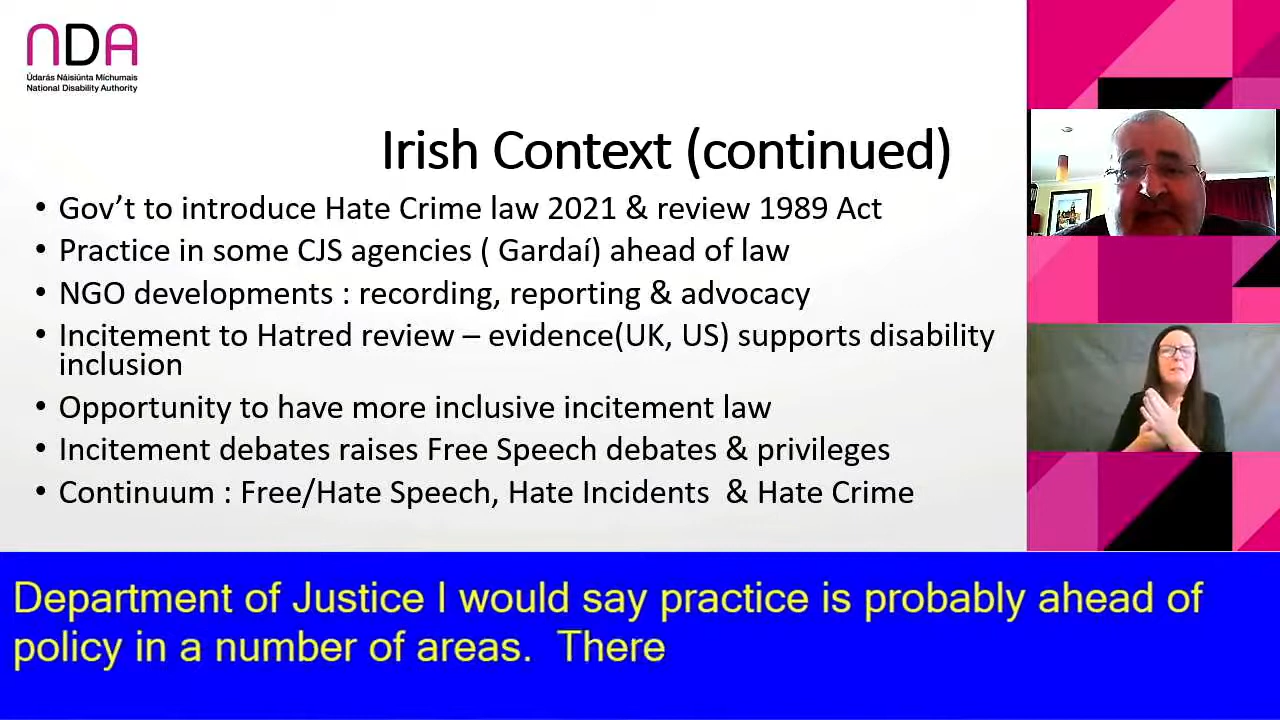 NDA
Údarás Náisiúnta Míchumais
National Disability Authority
Irish Context (continued)
• Gov’t to introduce Hate Crime law 2021 & review 1989 Act
• Practice in some CJS agencies ( Gardaí) ahead of law
• NGO developments : recording, reporting & advocacy
• Incitement to Hatred review – evidence(UK, US) supports disability
inclusion
• Opportunity to have more inclusive incitement law
• Incitement debates raises Free Speech debates & privileges
• Continuum : Free/Hate Speech, Hate Incidents & Hate Crime
Department of Justice I would say practice is probably ahead of
policy in a number of areas. There